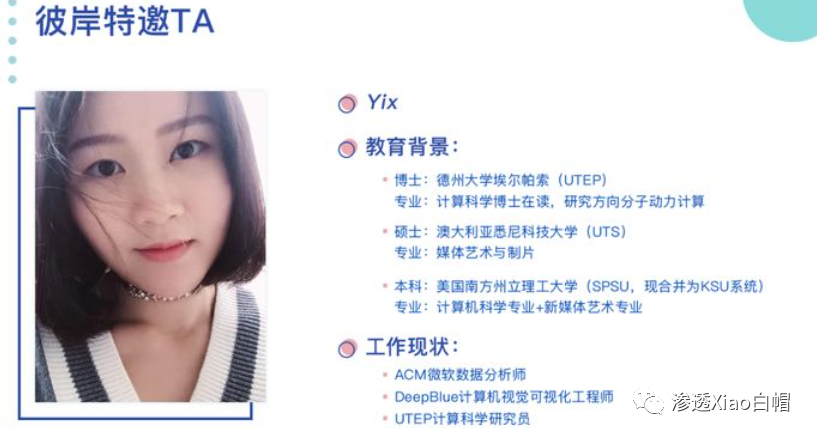 彼岸特邀TA
Yix
教育背景：
博士：德州大学埃尔帕索（UTEP）
专业：计算科学博士在读，研究方向分子动力计算
硕士：澳大利亚悉尼科技大学（UTS）
专业：媒体艺术与制片
本科：美国南方州立理工大学（SPSU，现合并为KSU系统）
专业：计算机科学专业+新媒体艺术专业
工作现状：
ACM微软数据分析师
DeepBlue计算机视觉可视化工程师
UTEP计算科学研究员
渗透Xiao白帽